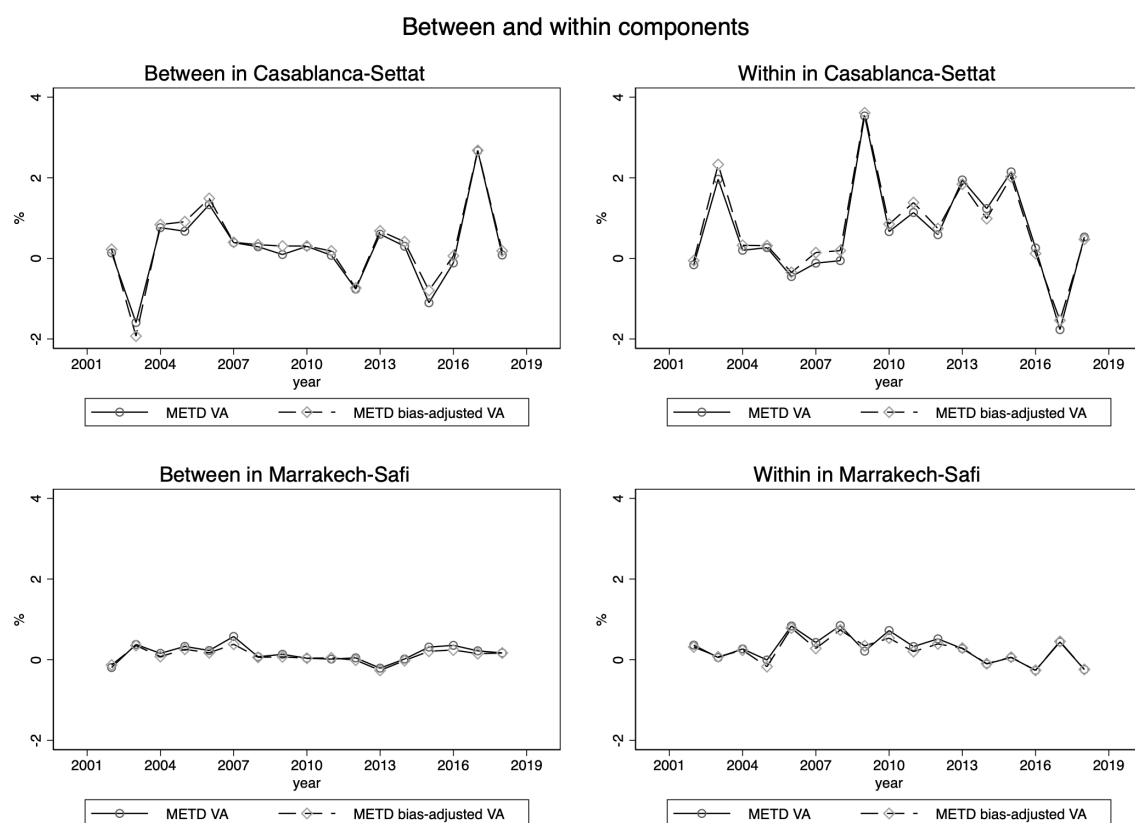 Between and within components
Between in Casablanca-Settat
4
2
0
-2
%
2001 2004 2007 2010 2013 2016 2019
year
METD VA METD bias-adjusted VA
Within in Casablanca-Settat
4
2
0
-2
%
2001 2004 2007 2010 2013 2016 2019
year
METD VA METD bias-adjusted VA
Between in Marrakech-Safi
4
2
0
-2
%
2001 2004 2007 2010 2013 2016 2019
year
METD VA METD bias-adjusted VA
Within in Marrakech-Safi
4
2
0
-2
%
2001 2004 2007 2010 2013 2016 2019
year
METD VA METD bias-adjusted VA